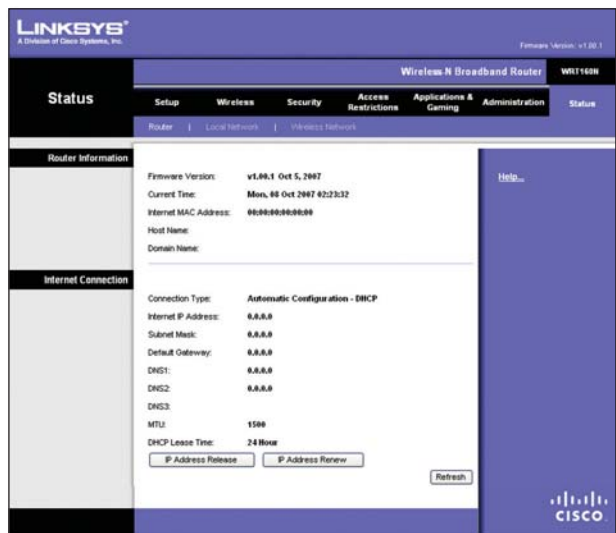 LINKSYS®
A Division of Cisco Systems, Inc.
Firmware Version: v1.00.1
Wireless-N Broadband Router
WRT160N
Status
Setup
Wireless
Security
Access Restrictions
Applications & Gaming
Administration
Status
Router | Local Network | Wireless Network
Router Information
Firmware Version: v1.00.1 Oct 5, 2007
Current Time: Mon, 08 Oct 2007 02:23:32
Internet MAC Address: 00:00:00:00:00:00
Host Name:
Domain Name:
Help...
Internet Connection
Connection Type: Automatic Configuration - DHCP
Internet IP Address: 0.0.0.0
Subnet Mask: 0.0.0.0
Default Gateway: 0.0.0.0
DNS1: 0.0.0.0
DNS2: 0.0.0.0
DNS3:
MTU: 1500
DHCP Lease Time: 24 Hour
IP Address Release
IP Address Renew
Refresh
CISCO.